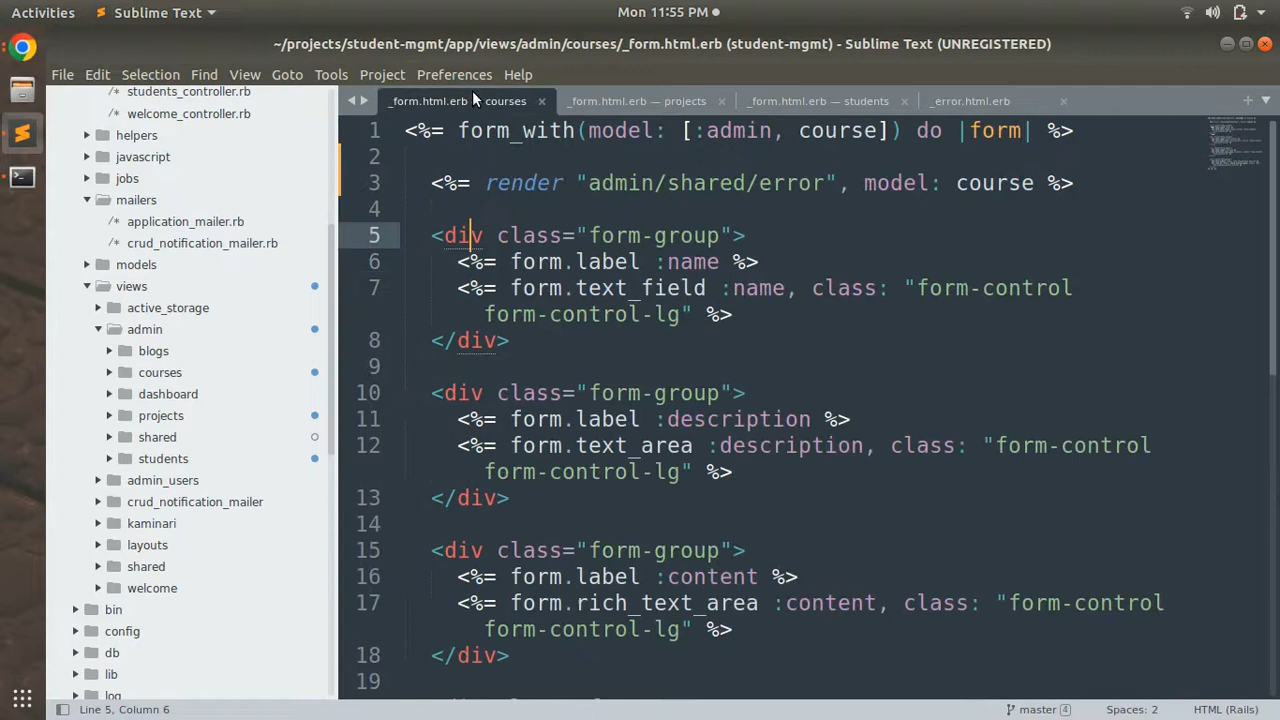 Activities Sublime Text Mon 11:55 PM
~/projects/student-mgmt/app/views/admin/courses/_form.html.erb (student-mgmt) - Sublime Text (UNREGISTERED)
File Edit Selection Find View Goto Tools Project Preferences Help
_form.html.erb courses × _form.html.erb — projects × _form.html.erb — students × _error.html.erb ×
students_controller.rb
welcome_controller.rb
helpers
javascript
jobs
mailers
/* application_mailer.rb
/* crud_notification_mailer.rb
models
views
active_storage
admin
blogs
courses
dashboard
projects
shared
students
admin_users
crud_notification_mailer
kaminari
layouts
shared
welcome
bin
config
db
lib
log
1 <%= form_with(model: [:admin, course]) do |form| %>
2
3 <%= render "admin/shared/error", model: course %>
4
5 <div class="form-group">
6 <%= form.label :name %>
7 <%= form.text_field :name, class: "form-control
form-control-lg" %>
8 </div>
9
10 <div class="form-group">
11 <%= form.label :description %>
12 <%= form.text_area :description, class: "form-control
form-control-lg" %>
13 </div>
14
15 <div class="form-group">
16 <%= form.label :content %>
17 <%= form.rich_text_area :content, class: "form-control
form-control-lg" %>
18 </div>
19
Line 5, Column 6 master 4 Spaces: 2 HTML (Rails)